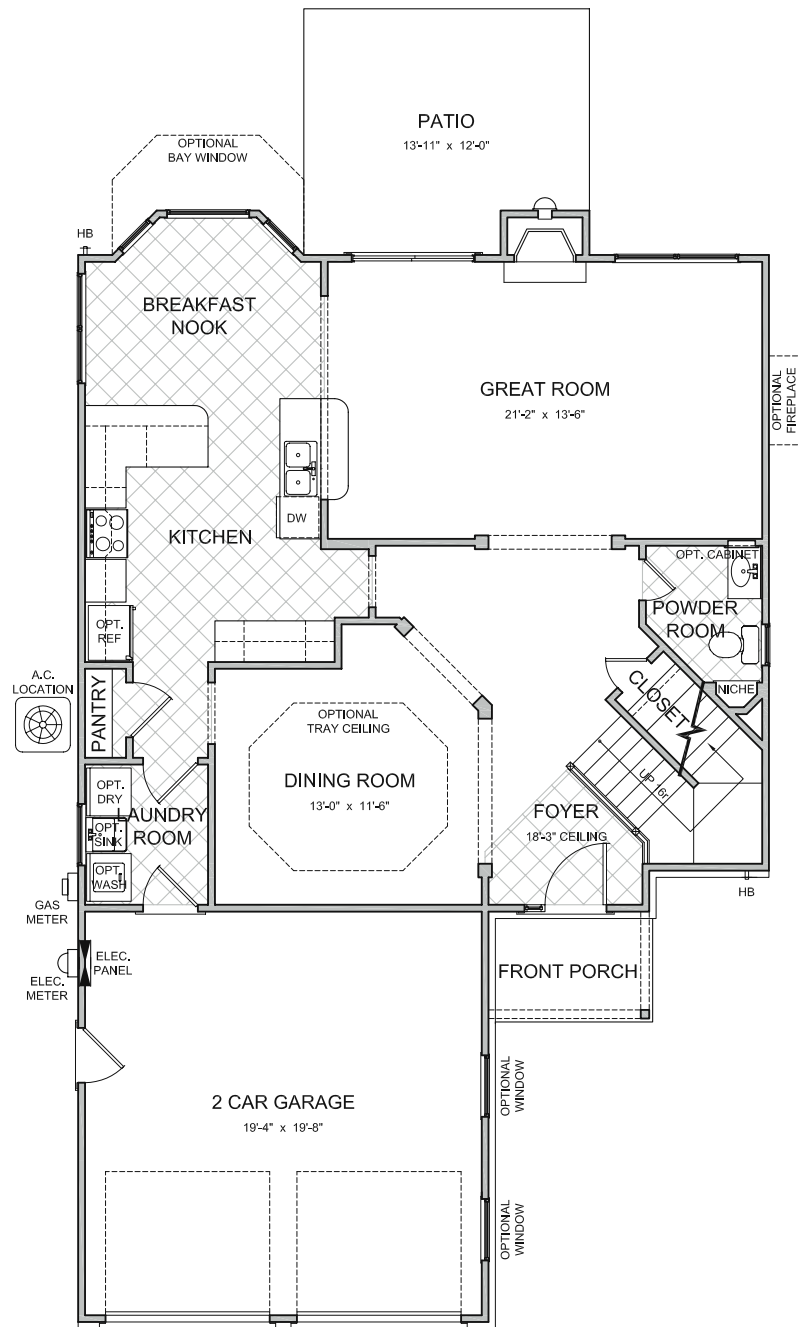 PATIO
13'-11" x 12'-0"
OPTIONAL
BAY WINDOW
HB
BREAKFAST
NOOK
GREAT ROOM
21'-2" x 13'-6"
OPTIONAL
FIREPLACE
DW
KITCHEN
OPT. CABINET
POWDER
ROOM
OPT.
REF
A.C.
LOCATION
PANTRY
CLOSET
NICHE
OPTIONAL
TRAY CEILING
DINING ROOM
13'-0" x 11'-6"
UP 16r
OPT.
DRY
LAUNDRY
ROOM
OPT.
SINK
OPT.
WASH
FOYER
18'-3" CEILING
HB
GAS
METER
ELEC.
PANEL
ELEC.
METER
FRONT PORCH
OPTIONAL
WINDOW
2 CAR GARAGE
19'-4" x 19'-8"
OPTIONAL
WINDOW